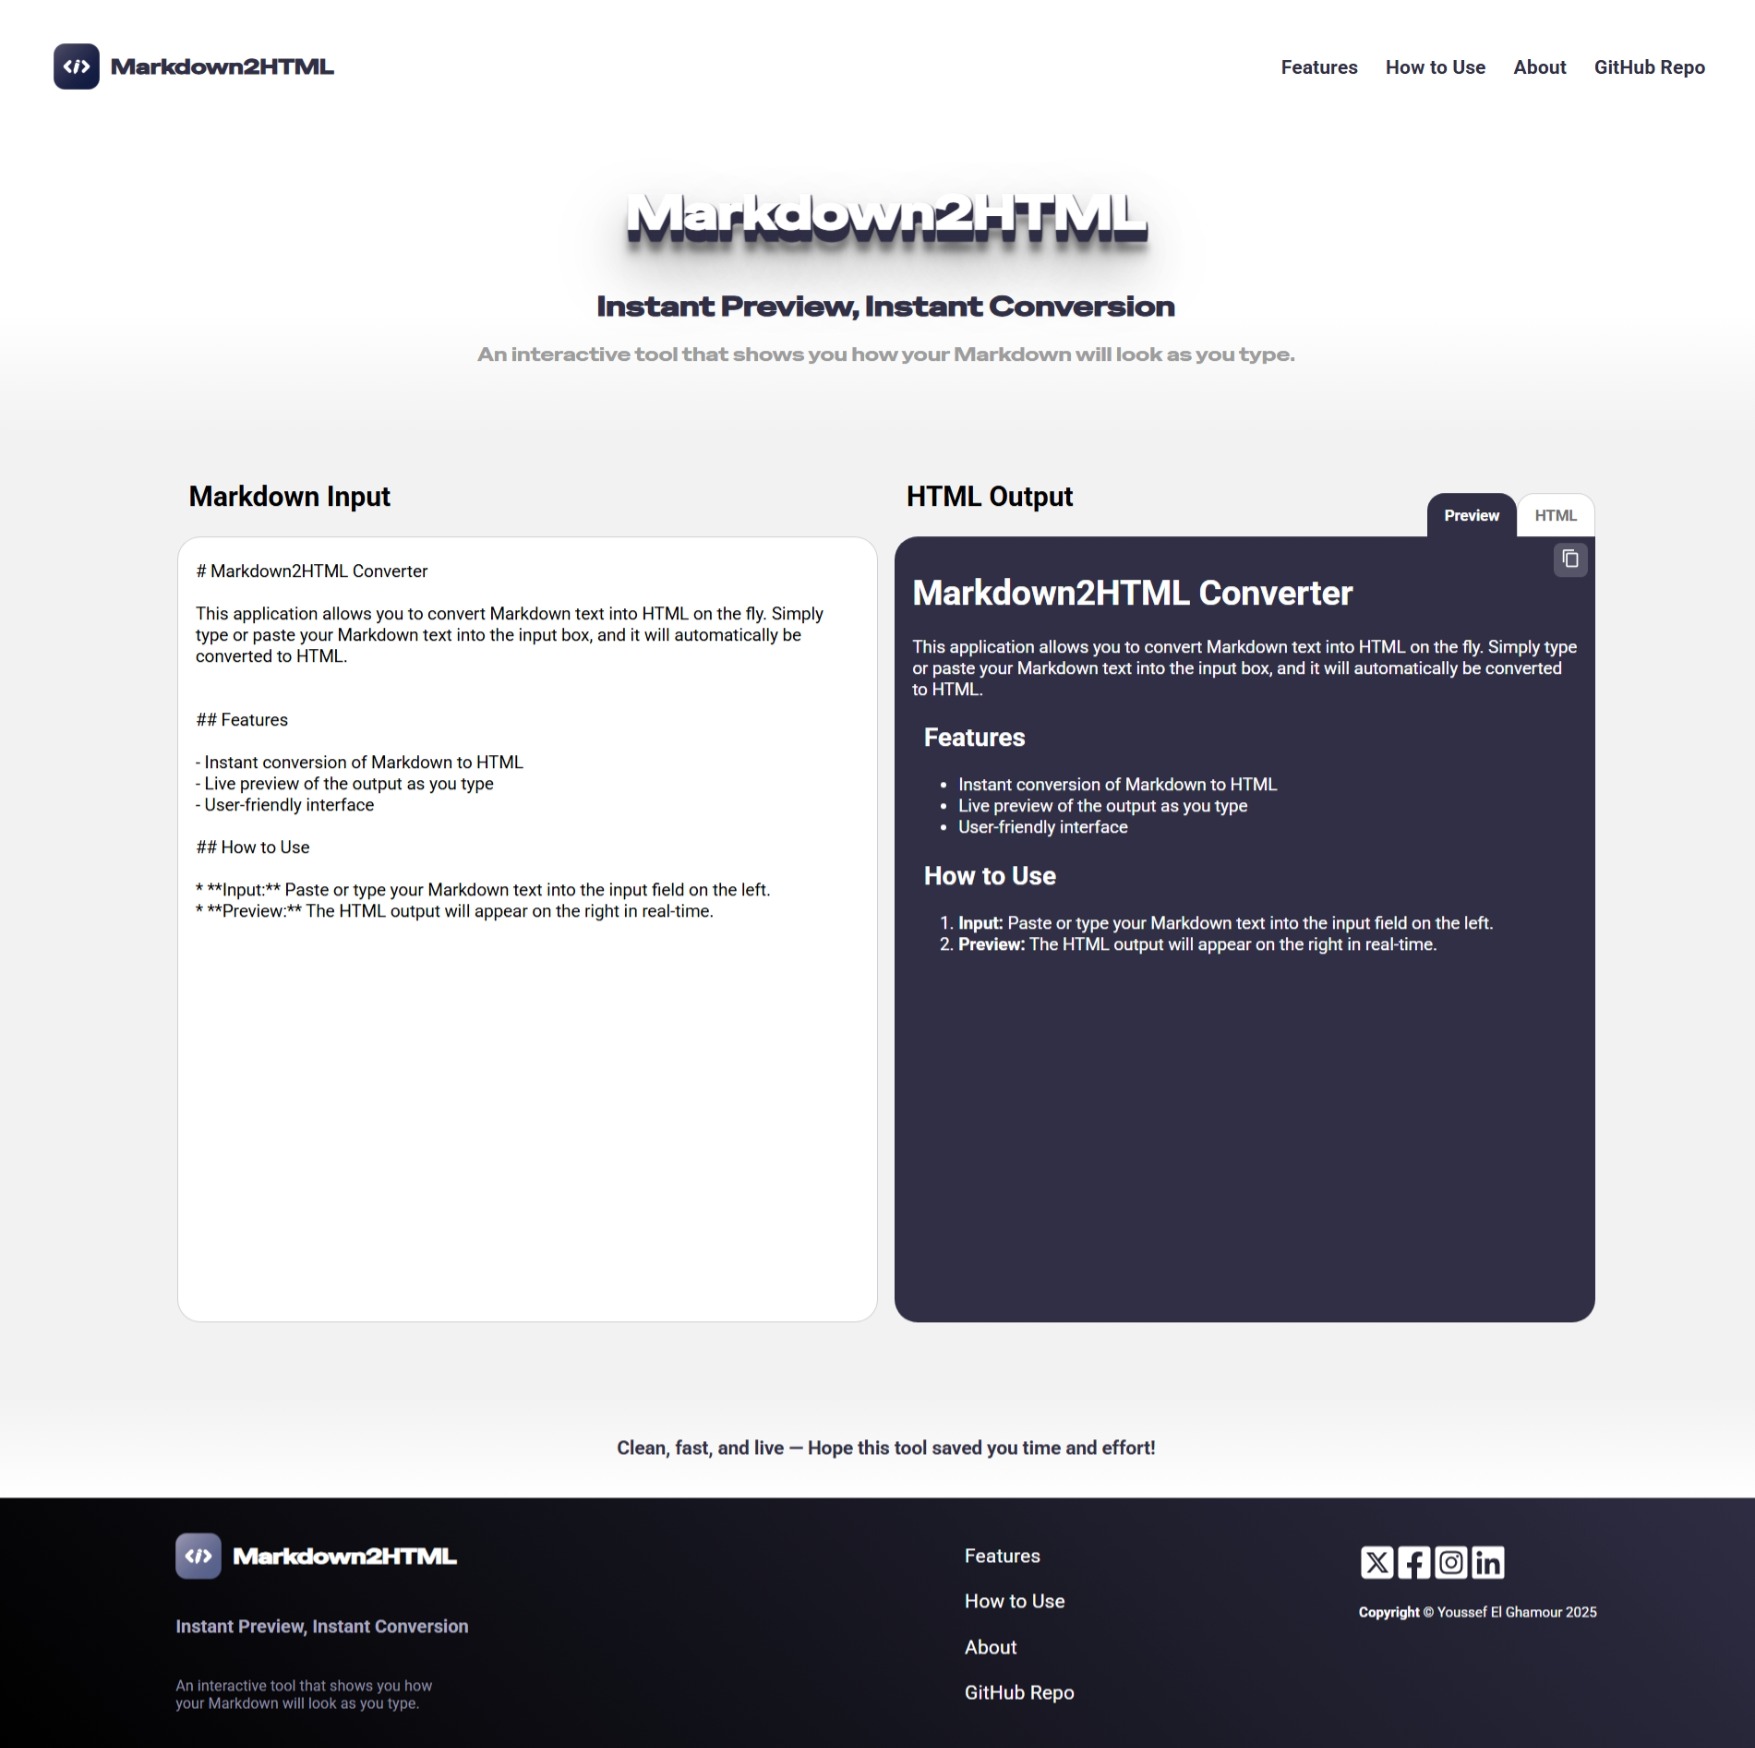 Markdown2HTML
Features How to Use About GitHub Repo
Markdown2HTML
Instant Preview, Instant Conversion
An interactive tool that shows you how your Markdown will look as you type.
Markdown Input
# Markdown2HTML Converter
This application allows you to convert Markdown text into HTML on the fly. Simply
type or paste your Markdown text into the input box, and it will automatically be
converted to HTML.
## Features
- Instant conversion of Markdown to HTML
- Live preview of the output as you type
- User-friendly interface
## How to Use
* **Input:** Paste or type your Markdown text into the input field on the left.
* **Preview:** The HTML output will appear on the right in real-time.
HTML Output
Preview HTML
Markdown2HTML Converter
This application allows you to convert Markdown text into HTML on the fly. Simply type
or paste your Markdown text into the input box, and it will automatically be converted
to HTML.
Features
• Instant conversion of Markdown to HTML
• Live preview of the output as you type
• User-friendly interface
How to Use
1. Input: Paste or type your Markdown text into the input field on the left.
2. Preview: The HTML output will appear on the right in real-time.
Clean, fast, and live — Hope this tool saved you time and effort!
Markdown2HTML
Instant Preview, Instant Conversion
An interactive tool that shows you how
your Markdown will look as you type.
Features
How to Use
About
GitHub Repo
Copyright © Youssef El Ghamour 2025